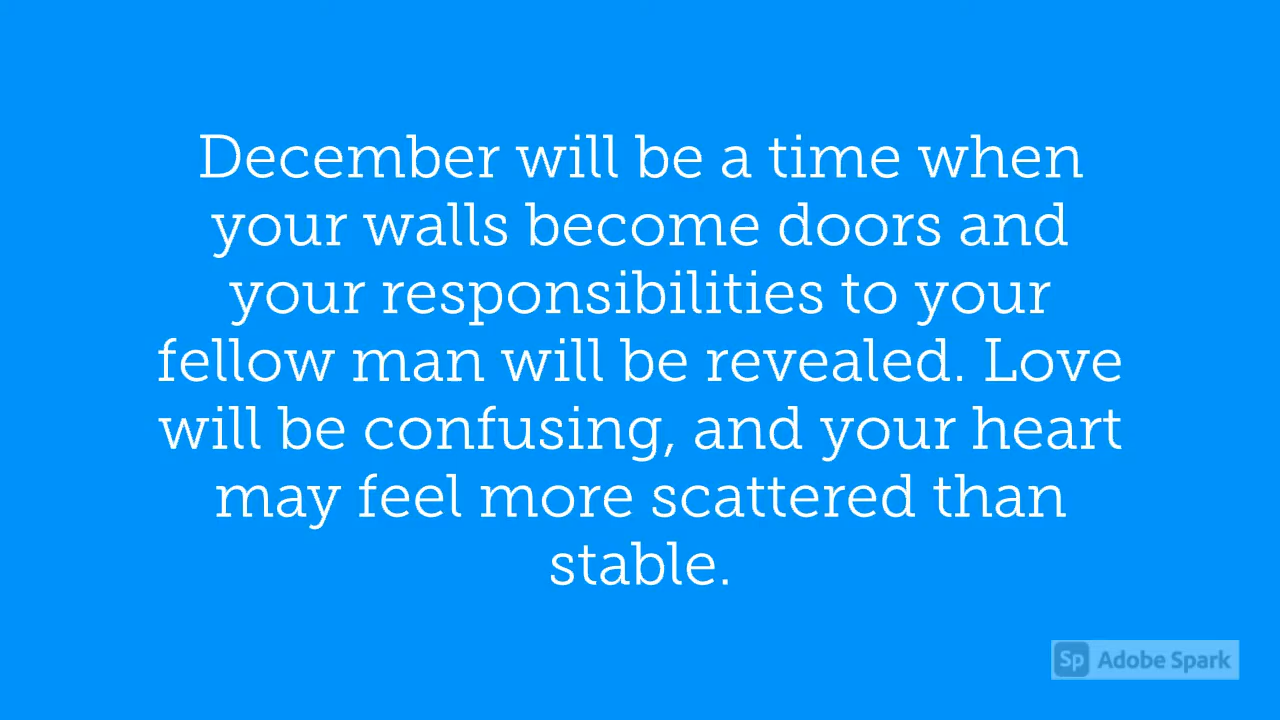 December will be a time when
your walls become doors and
your responsibilities to your
fellow man will be revealed. Love
will be confusing, and your heart
may feel more scattered than
stable.
Sp Adobe Spark